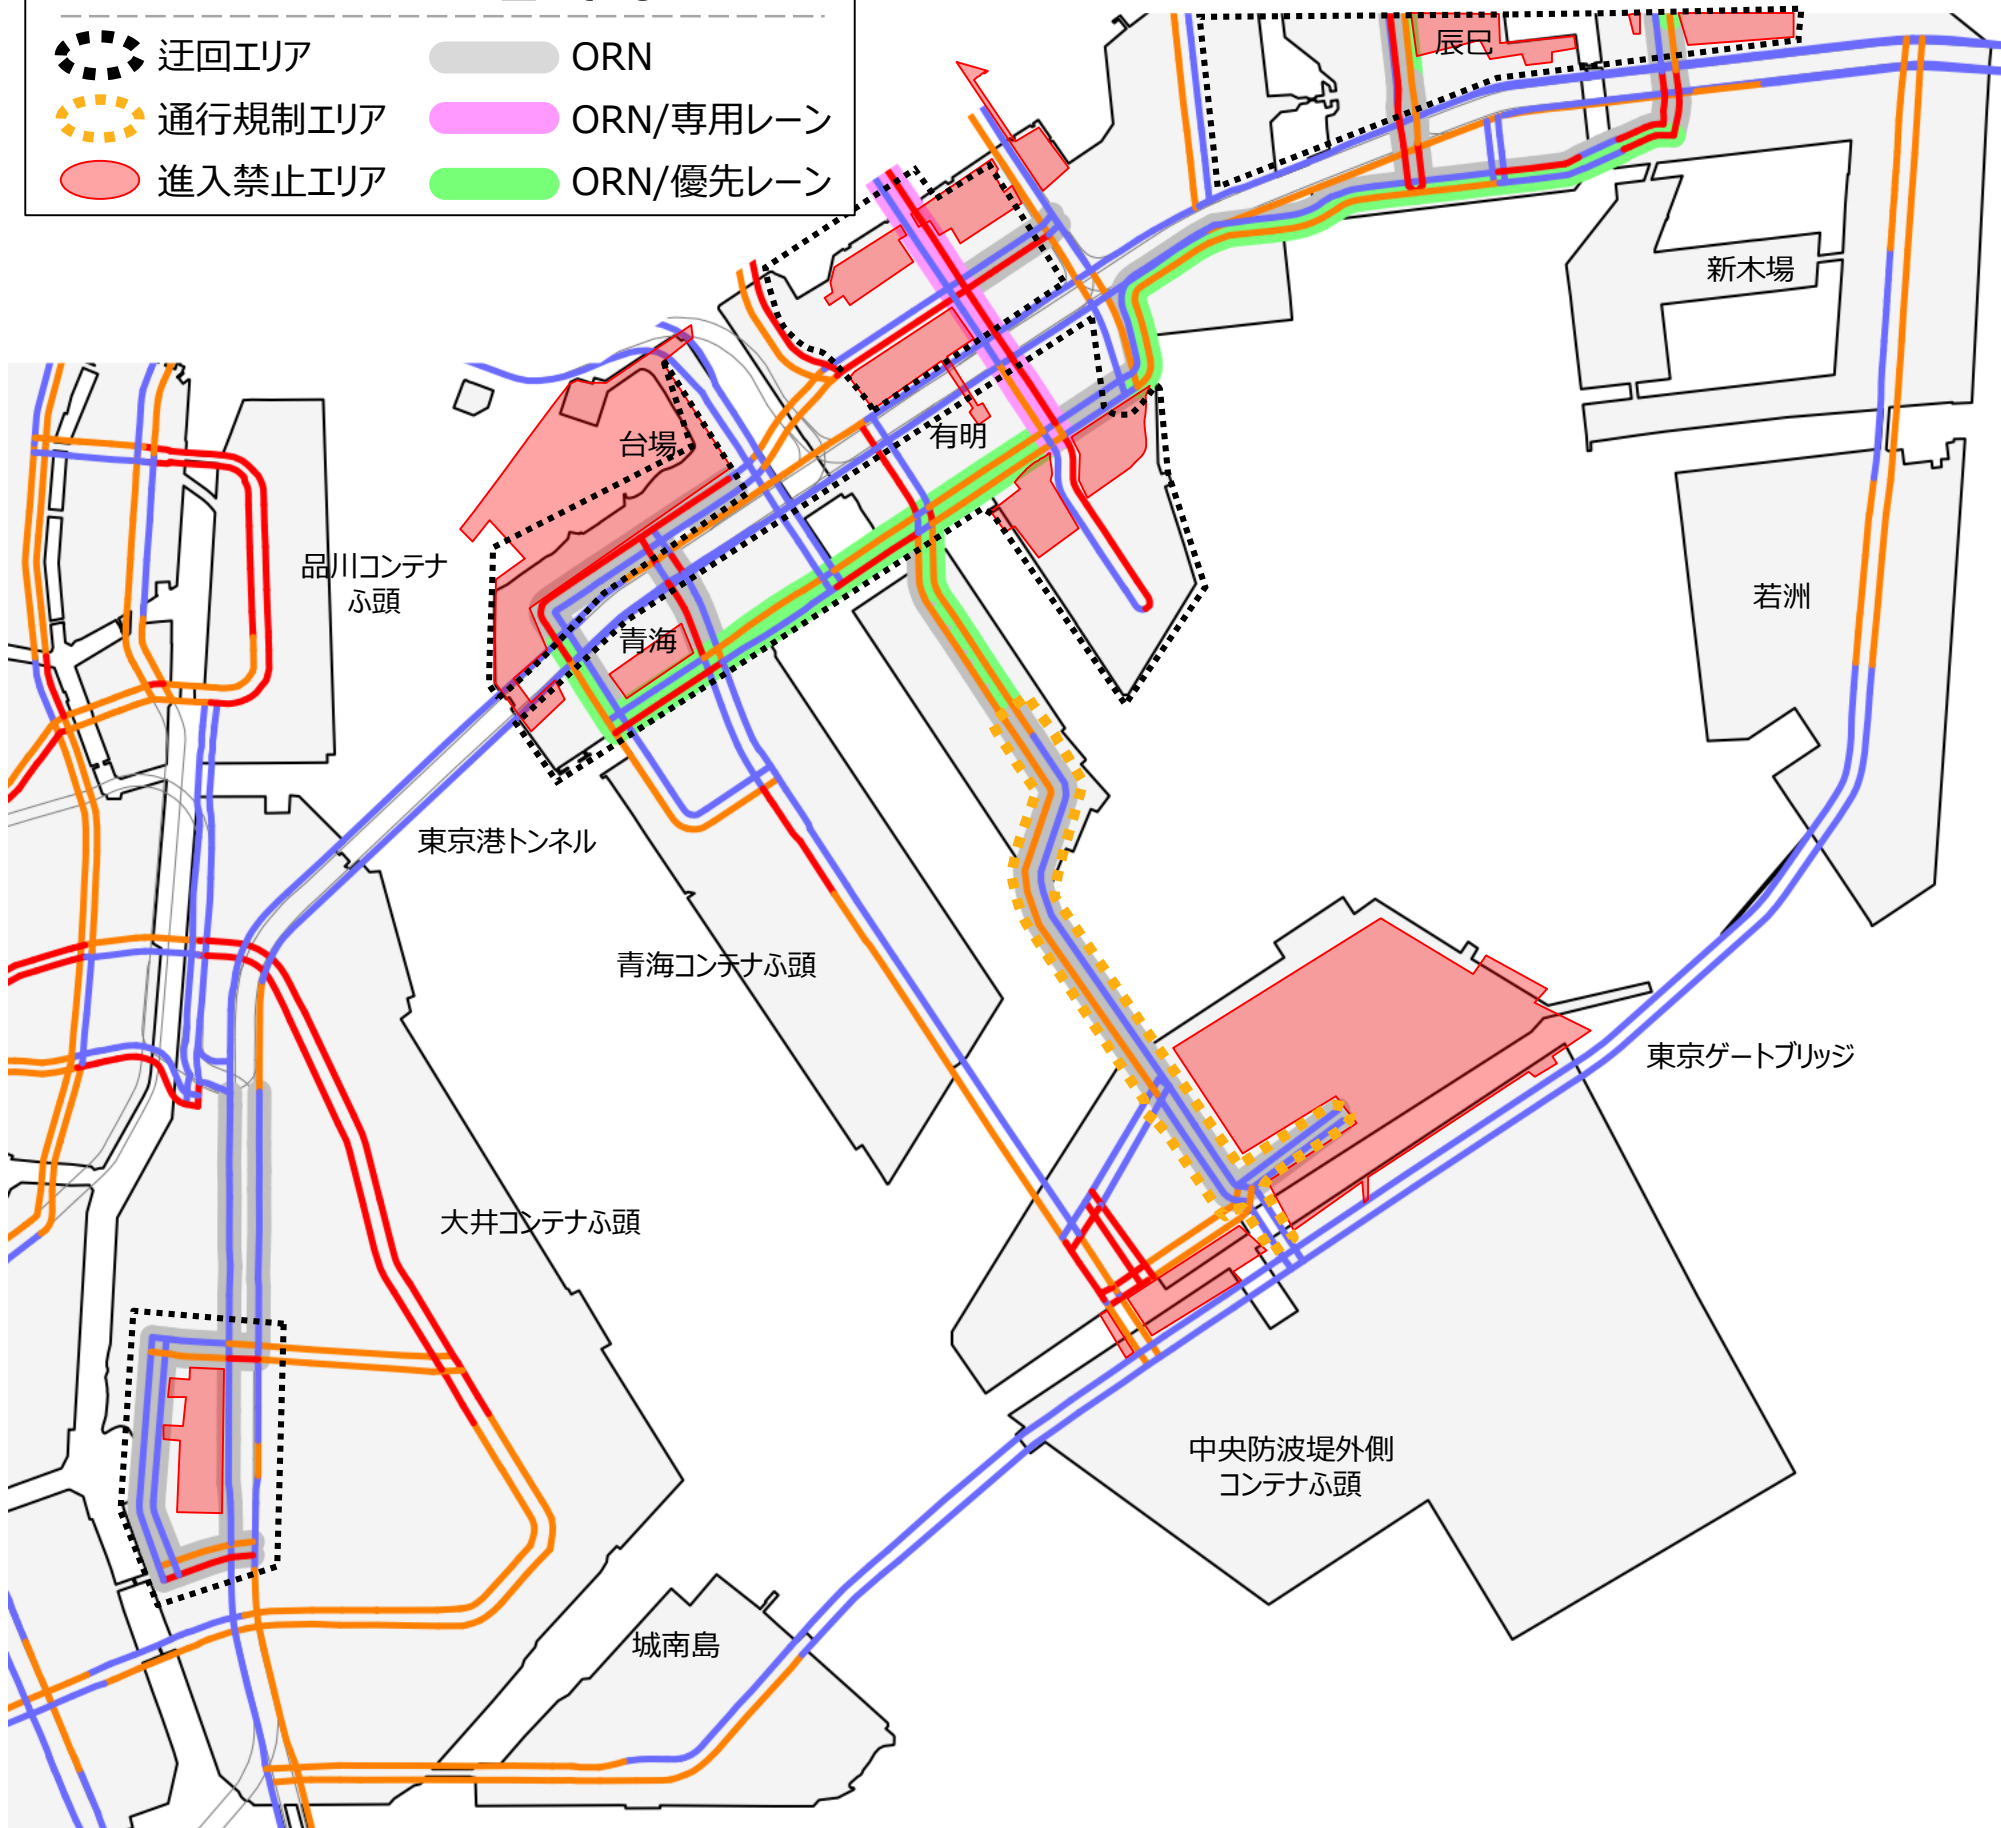 迂回エリア
ORN
通行規制エリア
ORN/専用レーン
進入禁止エリア
ORN/優先レーン
辰巳
新木場
台場
有明
品川コンテナ
ふ頭
青海
若洲
東京港トンネル
青海コンテナふ頭
東京ゲートブリッジ
大井コンテナふ頭
中央防波堤外側
コンテナふ頭
城南島